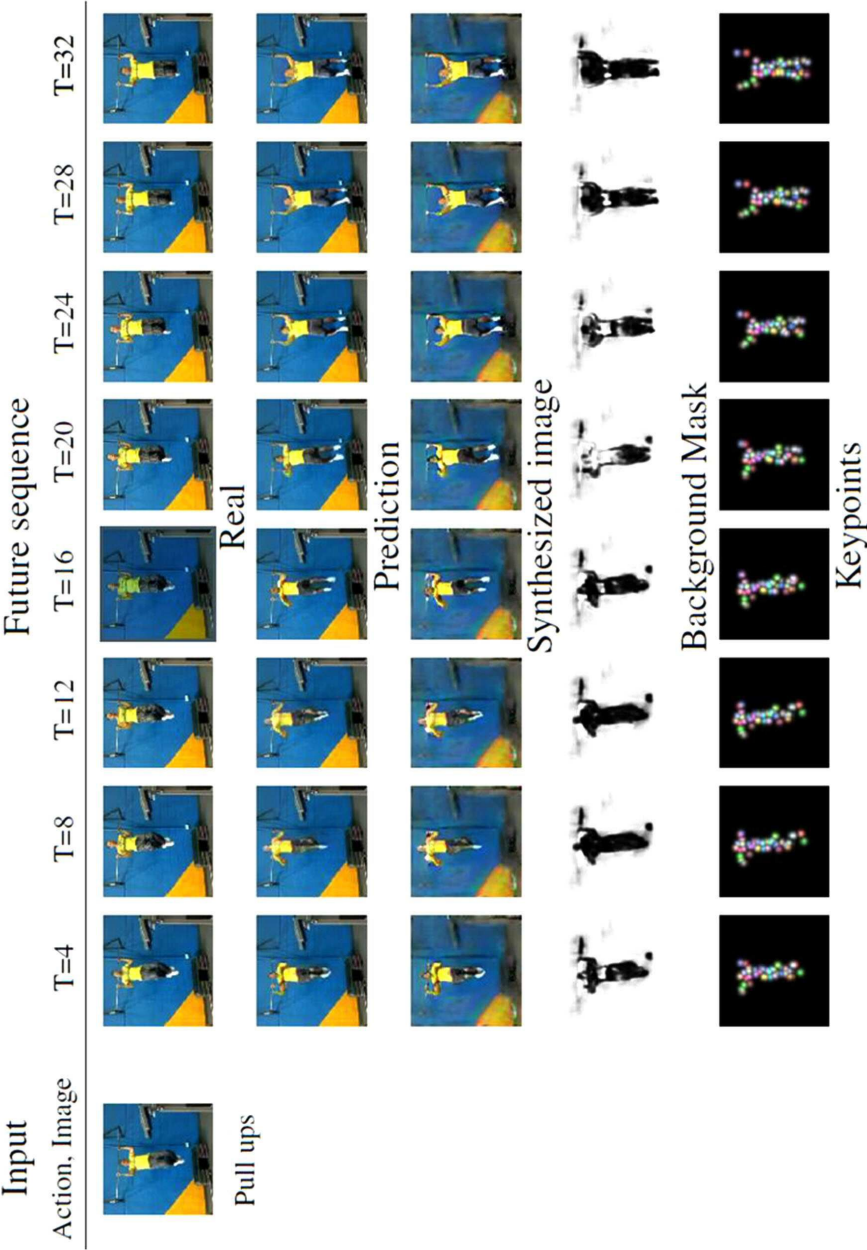 Input
Future sequence
Action, Image
T=4
T=8
T=12
T=16
T=20
T=24
T=28
T=32
Pull ups
Real
Prediction
Synthesized image
Background Mask
Keypoints